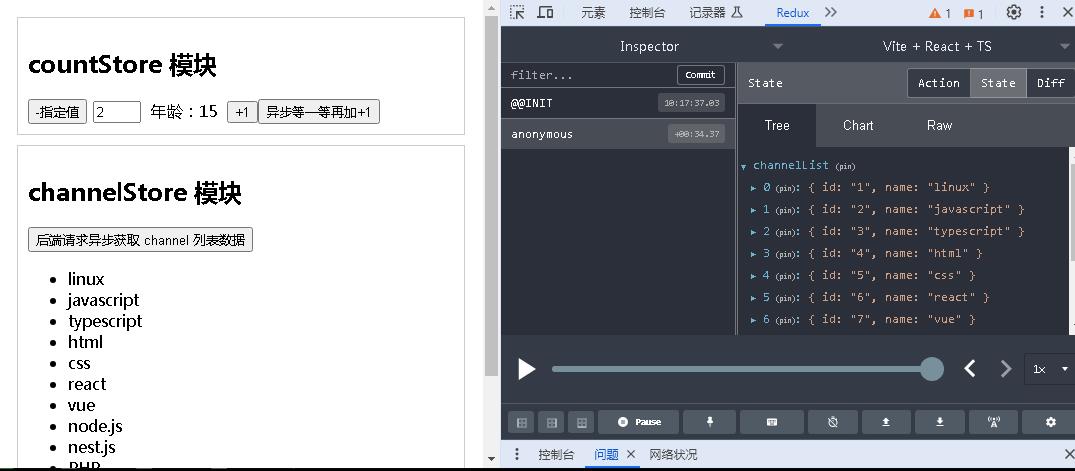 countStore 模块
-指定值 2 年龄：15 +1 异步等一等再加+1
channelStore 模块
后端请求异步获取 channel 列表数据
linux
javascript
typescript
html
css
react
vue
node.js
nest.js
PHP
元素 控制台 记录器 Redux 1 1
Inspector Vite + React + TS
filter... Commit
@@INIT 10:17:37.03
anonymous +00:34.37
State Action State Diff
Tree Chart Raw
channelList (pin)
0 (pin): { id: "1", name: "linux" }
1 (pin): { id: "2", name: "javascript" }
2 (pin): { id: "3", name: "typescript" }
3 (pin): { id: "4", name: "html" }
4 (pin): { id: "5", name: "css" }
5 (pin): { id: "6", name: "react" }
6 (pin): { id: "7", name: "vue" }
1x
Pause
控制台 问题 网络状况